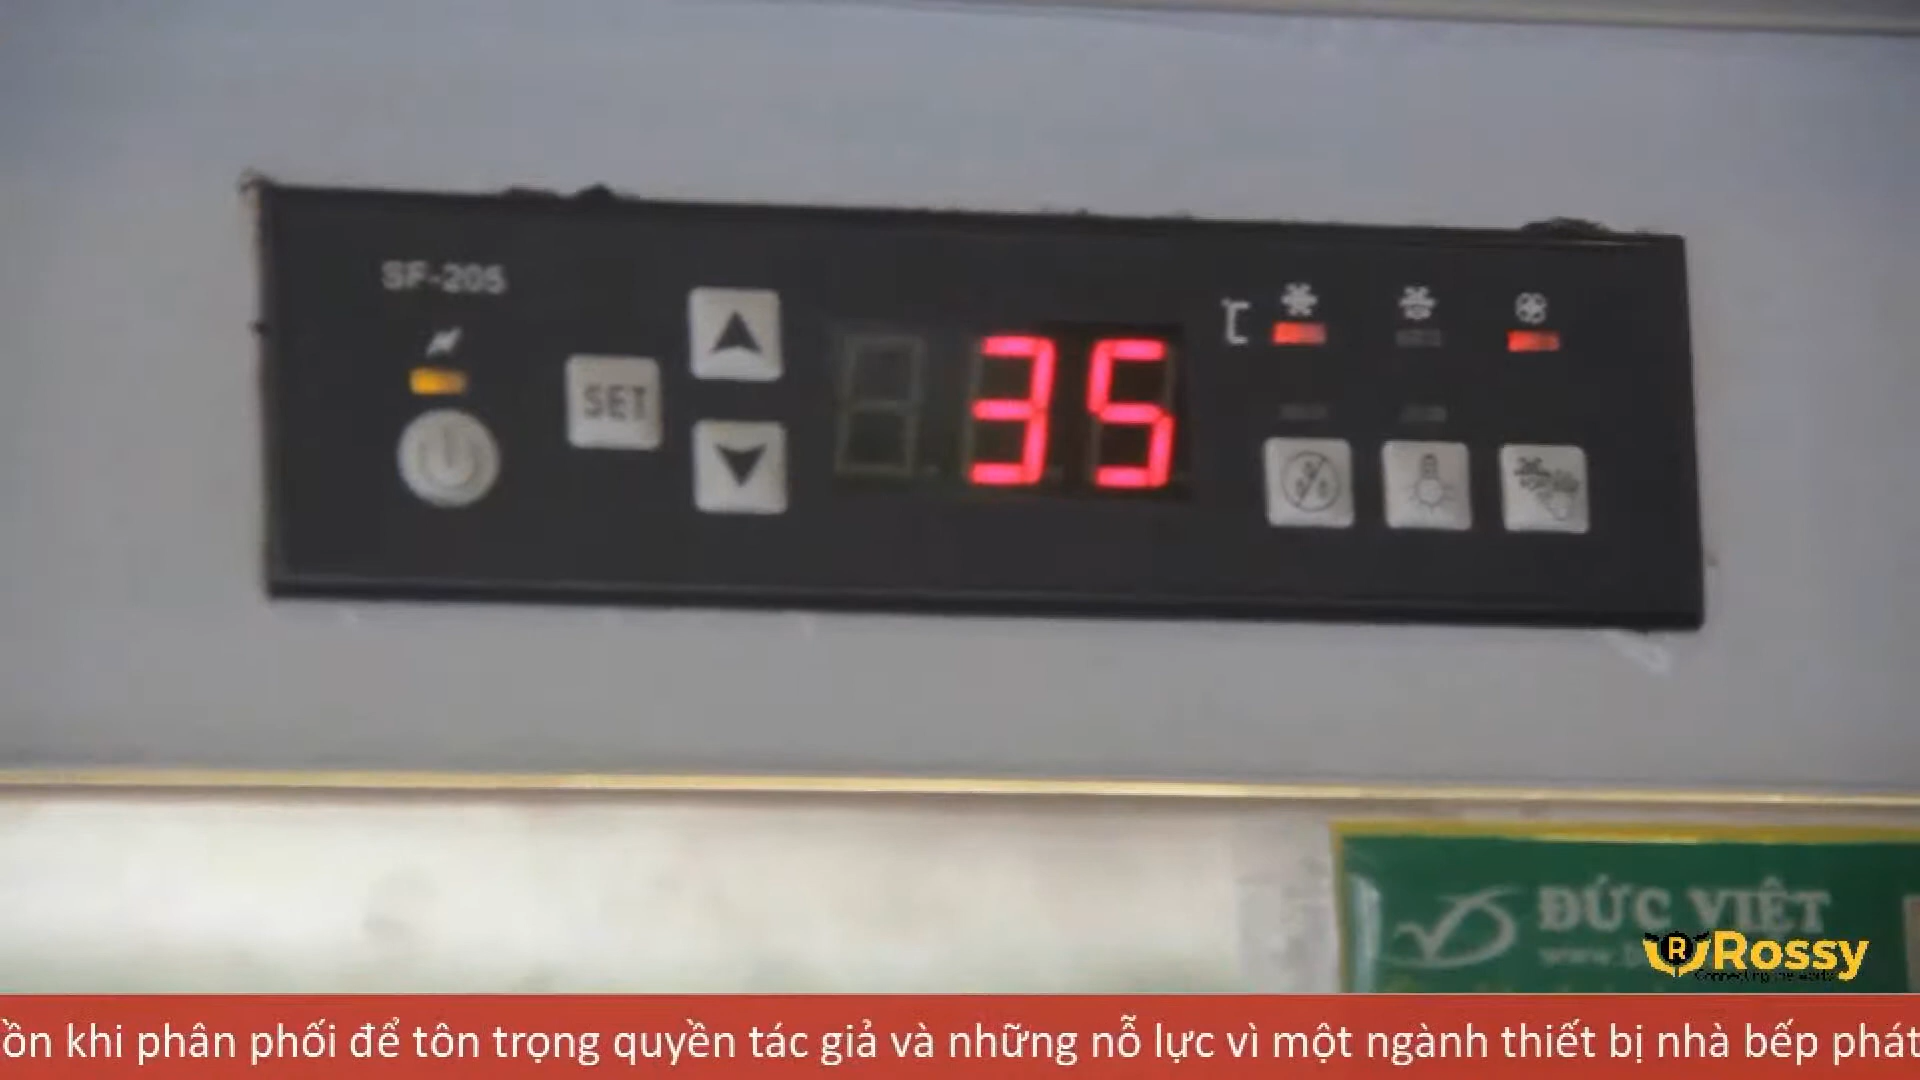 SF-205
SET
35
℃
ĐỨC VIỆT
Rossy
ồn khi phân phối để tôn trọng quyền tác giả và những nỗ lực vì một ngành thiết bị nhà bếp phát